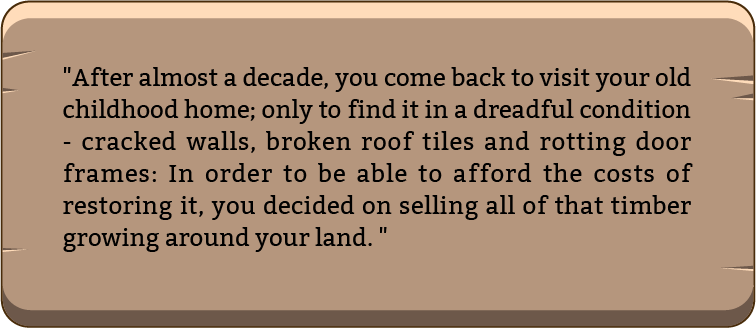 "After almost a decade, you come back to visit your old
childhood home; only to find it in a dreadful condition
- cracked walls, broken roof tiles and rotting door
frames: In order to be able to afford the costs of
restoring it, you decided on selling all of that timber
growing around your land. "